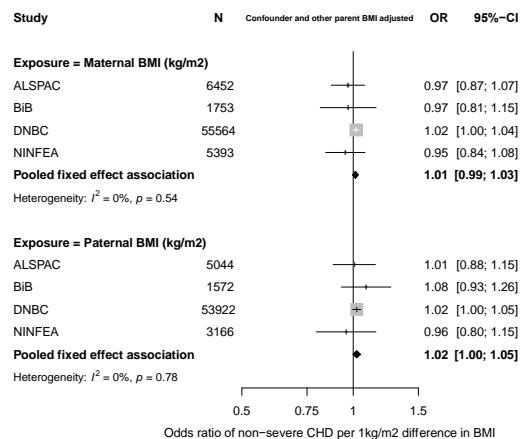 Study N Confounder and other parent BMI adjusted OR 95%−CI
Exposure = Maternal BMI (kg/m2)
ALSPAC 6452 0.97 [0.87; 1.07]
BiB 1753 0.97 [0.81; 1.15]
DNBC 55564 1.02 [1.00; 1.04]
NINFEA 5393 0.95 [0.84; 1.08]
Pooled fixed effect association 1.01 [0.99; 1.03]
Heterogeneity: I² = 0%, p = 0.54
Exposure = Paternal BMI (kg/m2)
ALSPAC 5044 1.01 [0.88; 1.15]
BiB 1572 1.08 [0.93; 1.26]
DNBC 53922 1.02 [1.00; 1.05]
NINFEA 3166 0.96 [0.80; 1.15]
Pooled fixed effect association 1.02 [1.00; 1.05]
Heterogeneity: I² = 0%, p = 0.78
0.5 0.75 1 1.5
Odds ratio of non−severe CHD per 1kg/m2 difference in BMI